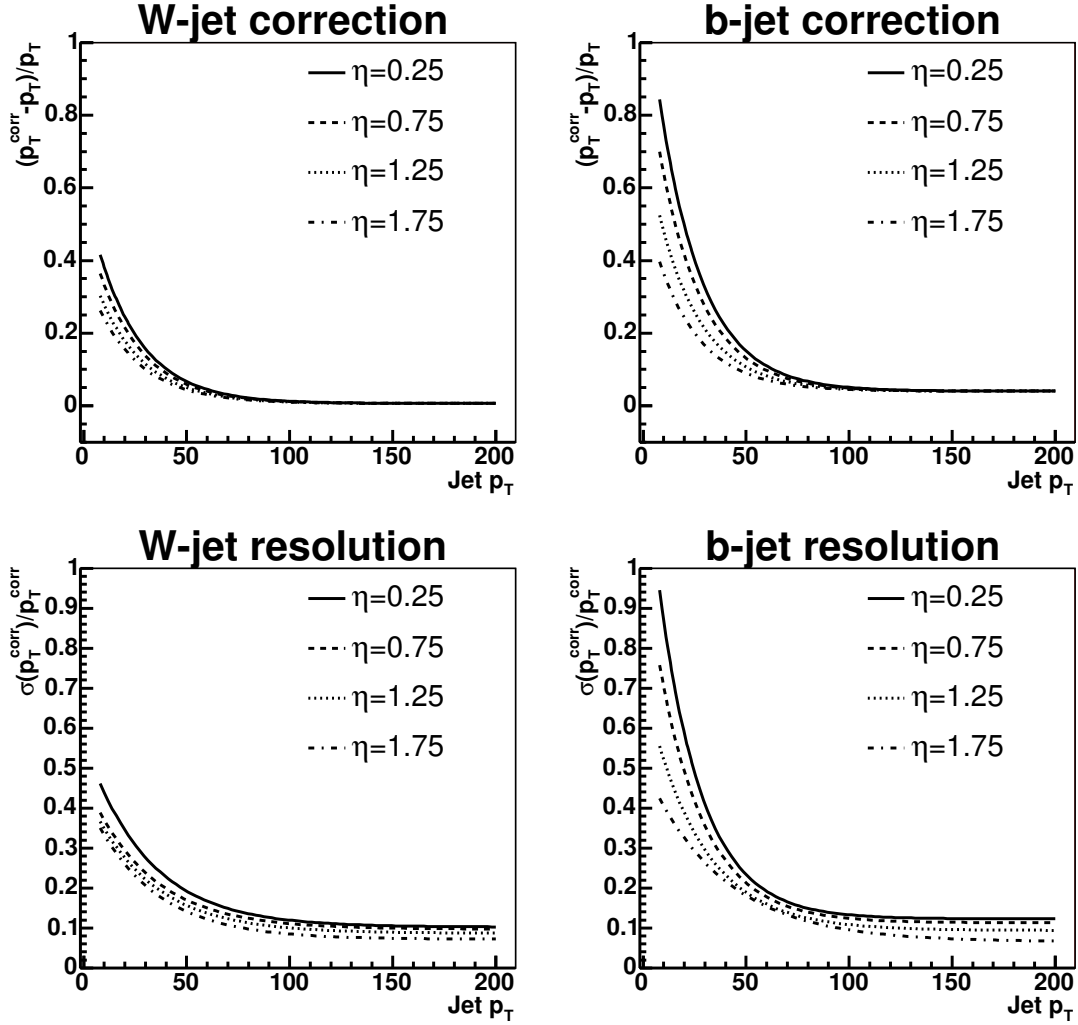 W-jet correction
(p_T^corr-p_T)/p_T
1
0.8
0.6
0.4
0.2
0
η=0.25
η=0.75
η=1.25
η=1.75
0 50 100 150 200
Jet p_T
b-jet correction
(p_T^corr-p_T)/p_T
1
0.8
0.6
0.4
0.2
0
η=0.25
η=0.75
η=1.25
η=1.75
0 50 100 150 200
Jet p_T
W-jet resolution
σ(p_T^corr)/p_T^corr
1
0.9
0.8
0.7
0.6
0.5
0.4
0.3
0.2
0.1
0
η=0.25
η=0.75
η=1.25
η=1.75
0 50 100 150 200
Jet p_T
b-jet resolution
σ(p_T^corr)/p_T^corr
1
0.9
0.8
0.7
0.6
0.5
0.4
0.3
0.2
0.1
0
η=0.25
η=0.75
η=1.25
η=1.75
0 50 100 150 200
Jet p_T